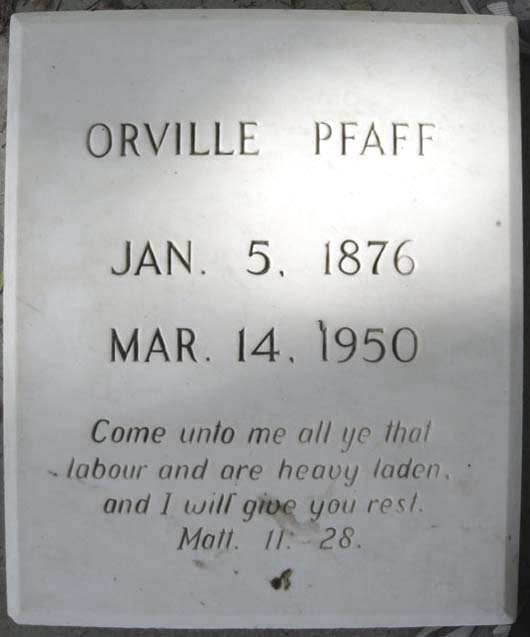 ORVILLE PFAFF
JAN. 5, 1876
MAR. 14, 1950
Come unto me all ye that
labour and are heavy laden,
and I will give you rest.
Matt. 11: 28.